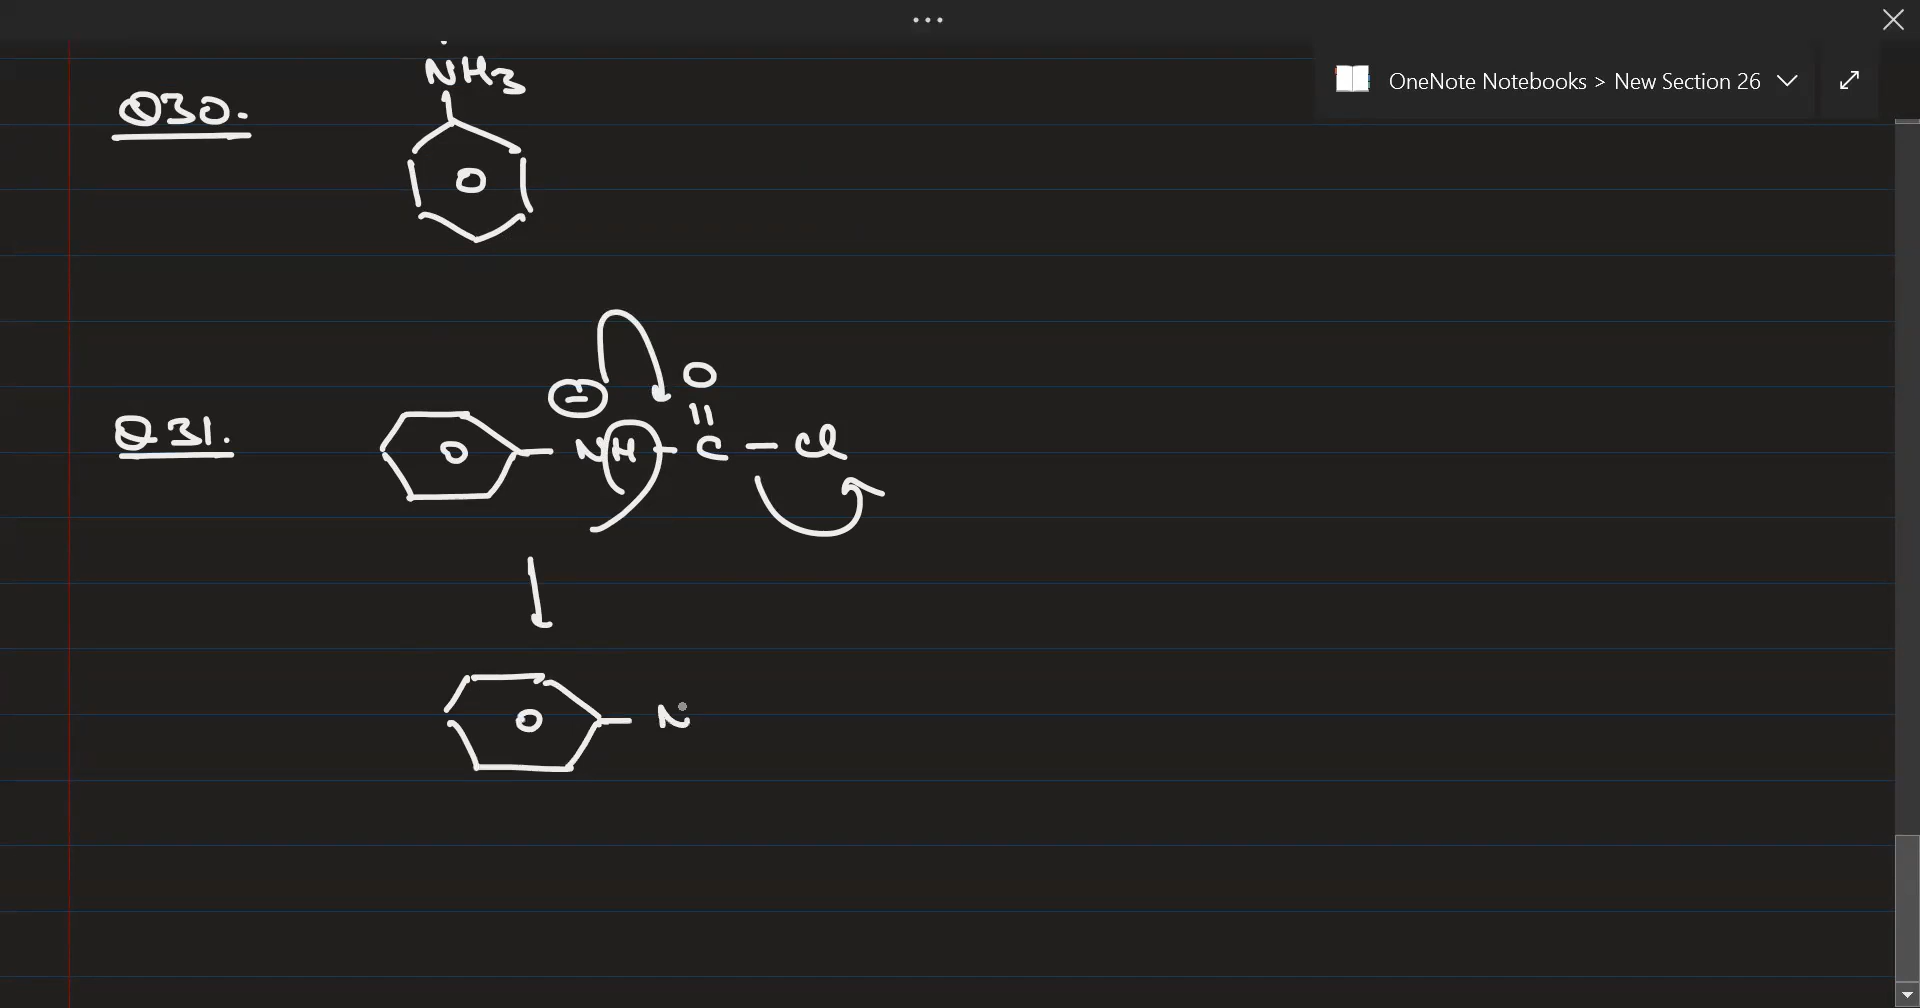 ...
OneNote Notebooks > New Section 26
NH3
Q30.
O
O
Q31.
O - NH - C - Cl
O - N